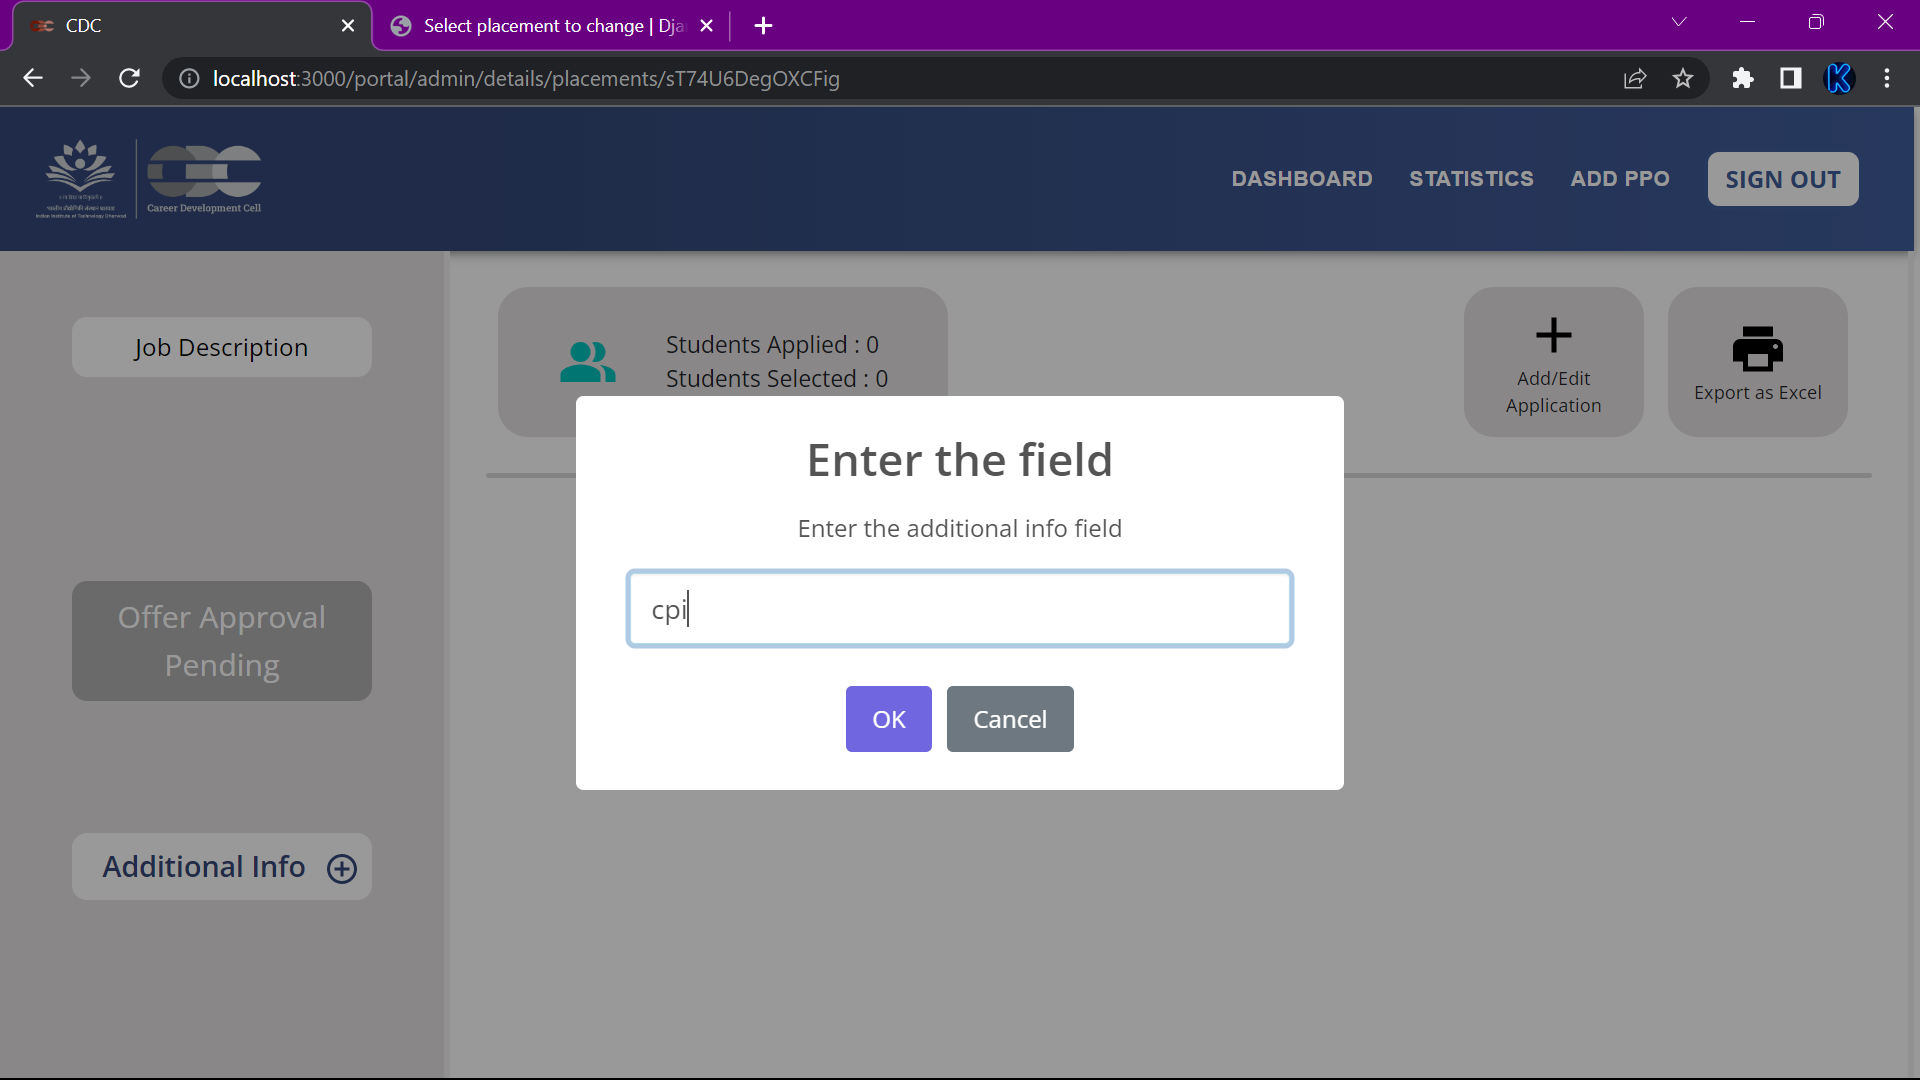 CDC
Select placement to change | Dja
localhost:3000/portal/admin/details/placements/sT74U6DegOXCFig
K
Career Development Cell
DASHBOARD
STATISTICS
ADD PPO
SIGN OUT
Job Description
Students Applied : 0
Students Selected : 0
Add/Edit
Application
Export as Excel
Enter the field
Enter the additional info field
cpi
OK
Cancel
Offer Approval
Pending
Additional Info